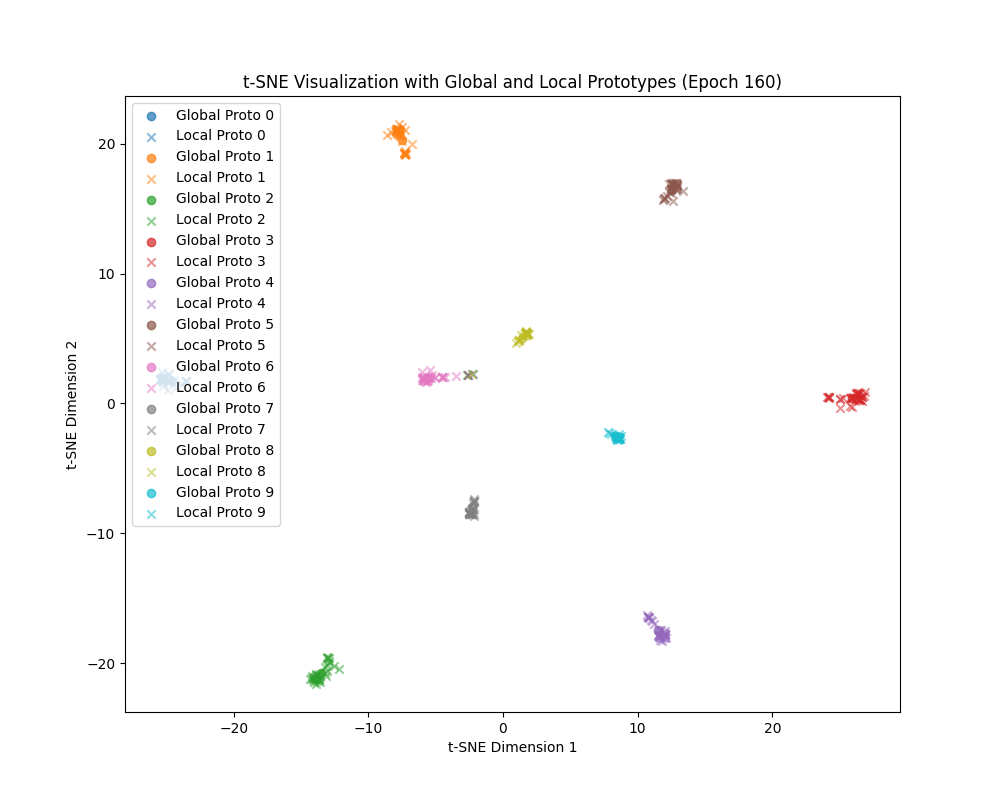 t-SNE Visualization with Global and Local Prototypes (Epoch 160)
Global Proto 0
Local Proto 0
Global Proto 1
Local Proto 1
Global Proto 2
Local Proto 2
Global Proto 3
Local Proto 3
Global Proto 4
Local Proto 4
Global Proto 5
Local Proto 5
Global Proto 6
Local Proto 6
Global Proto 7
Local Proto 7
Global Proto 8
Local Proto 8
Global Proto 9
Local Proto 9
20
10
0
−10
−20
t-SNE Dimension 2
−20
−10
0
10
20
t-SNE Dimension 1